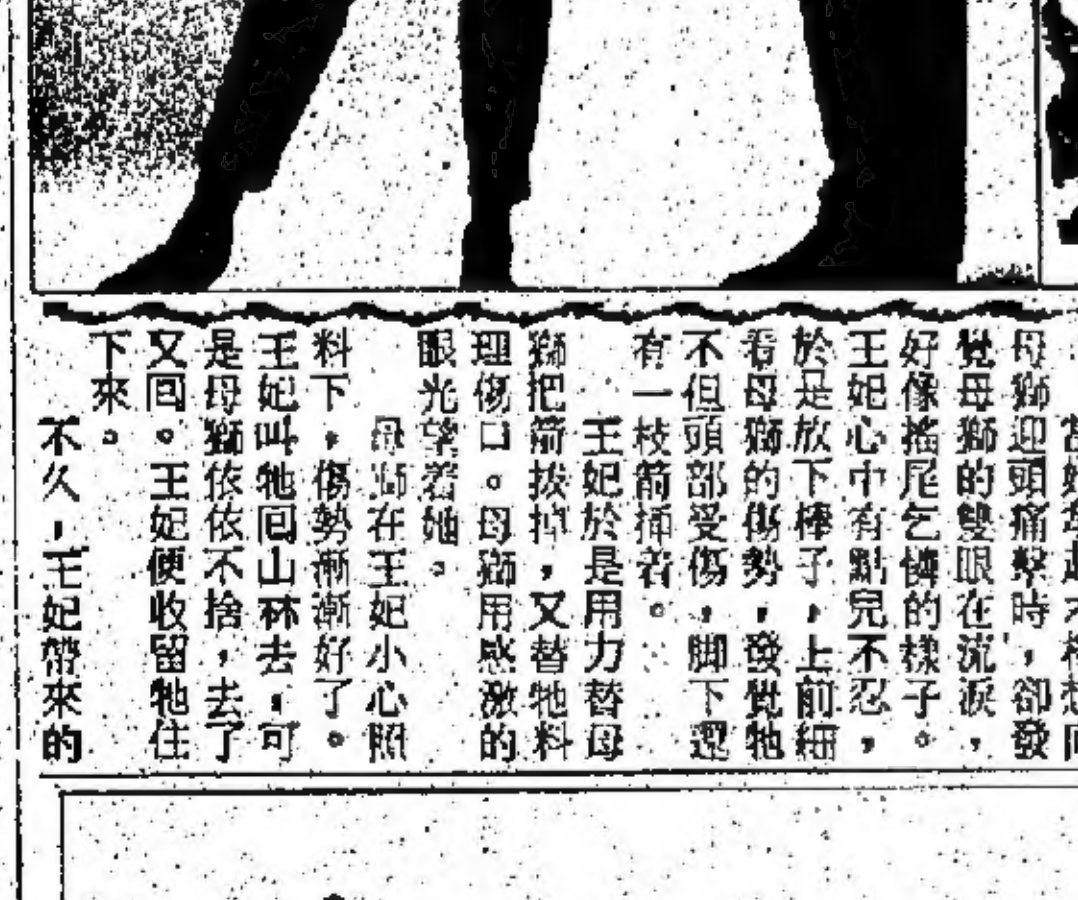 母獅迎頭痛擊時，卻發
覺母獅的雙眼在流淚，
好像搖尾乞憐的樣子。
王妃心中有點兒不忍，
於是放下棒子，上前細
看母獅的傷勢，發覺牠
不但頭部受傷，脚下還
有一枝箭揷着。
王妃於是用力替母
獅把箭拔掉，又替牠料
理傷口。母獅用感激的
眼光望着她。
母獅在王妃小心照
料下，傷勢漸漸好了。
王妃叫牠囘山林去，可
是母獅依依不捨，去了
又囘。王妃便收留牠住
下來。
不久，王妃帶來的